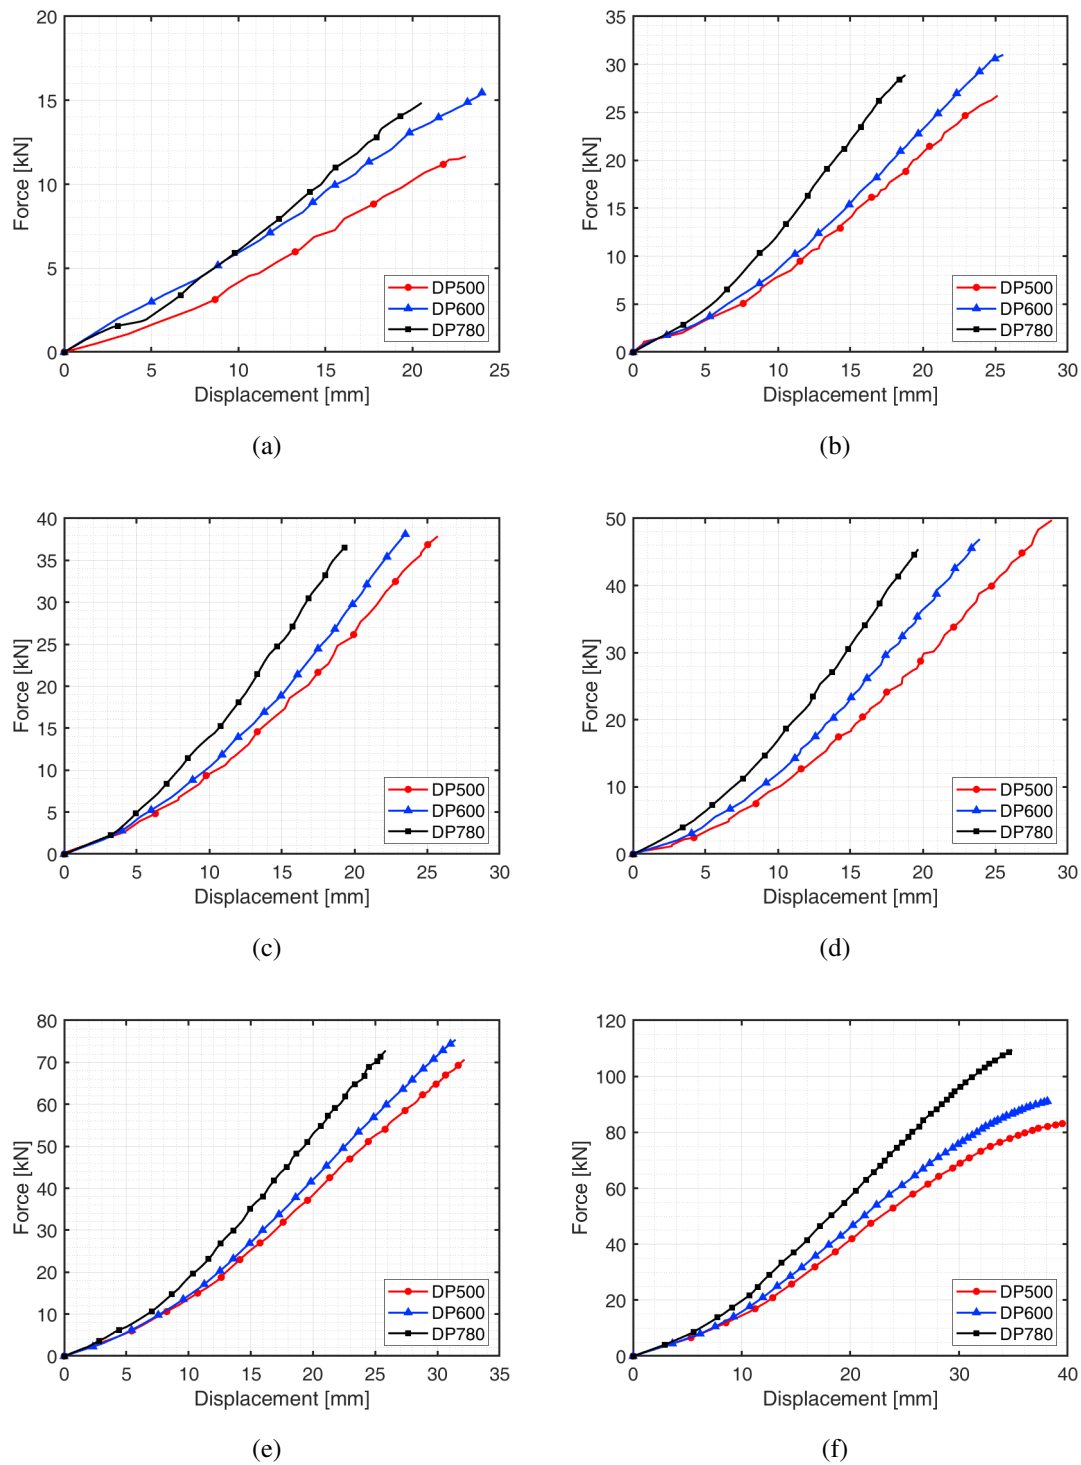 20
15
10
5
0
0 5 10 15 20 25
Force [kN]
Displacement [mm]
DP500
DP600
DP780
(a)
35
30
25
20
15
10
5
0
0 5 10 15 20 25 30
Force [kN]
Displacement [mm]
DP500
DP600
DP780
(b)
40
35
30
25
20
15
10
5
0
0 5 10 15 20 25 30
Force [kN]
Displacement [mm]
DP500
DP600
DP780
(c)
50
40
30
20
10
0
0 5 10 15 20 25 30
Force [kN]
Displacement [mm]
DP500
DP600
DP780
(d)
80
70
60
50
40
30
20
10
0
0 5 10 15 20 25 30 35
Force [kN]
Displacement [mm]
DP500
DP600
DP780
(e)
120
100
80
60
40
20
0
0 10 20 30 40
Force [kN]
Displacement [mm]
DP500
DP600
DP780
(f)